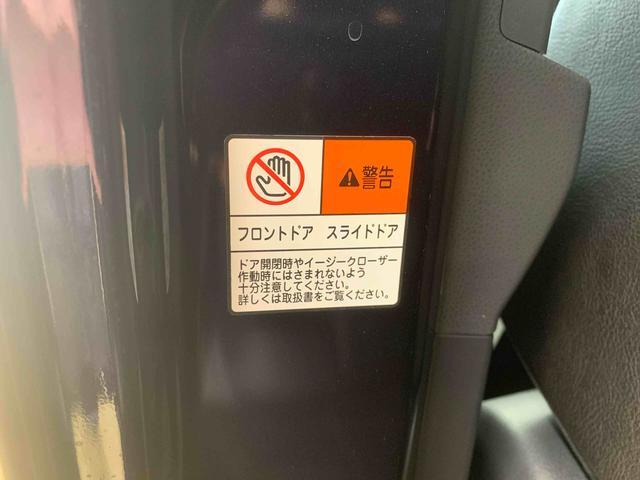 警告
フロントドア スライドドア
ドア開閉時やイージークローザー
作動時にはさまれないよう
十分注意してください。
詳しくは取扱書をご覧ください。